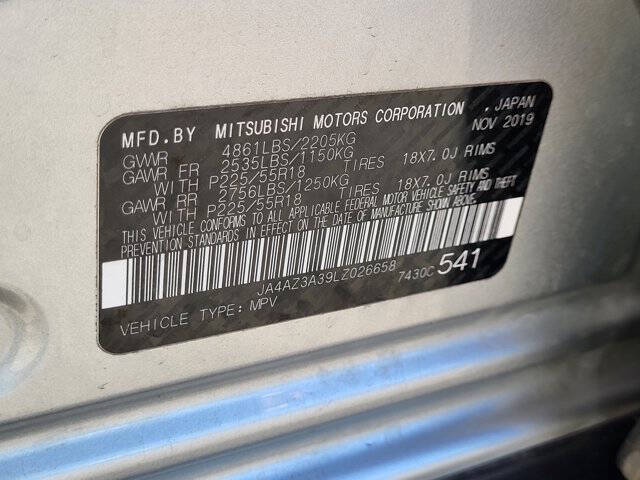 MFD.BY MITSUBISHI MOTORS CORPORATION , JAPAN
NOV 2019
GVWR 4861LBS/2205KG
GAWR FR 2535LBS/1150KG
WITH P225/55R18 TIRES 18X7.0J RIMS
GAWR RR 2756LBS/1250KG
WITH P225/55R18 TIRES 18X7.0J RIMS
THIS VEHICLE CONFORMS TO ALL APPLICABLE FEDERAL MOTOR VEHICLE SAFETY AND THEFT
PREVENTION STANDARDS IN EFFECT ON THE DATE OF MANUFACTURE SHOWN ABOVE.
JA4AZ3A39LZ026658 7430C 541
VEHICLE TYPE: MPV